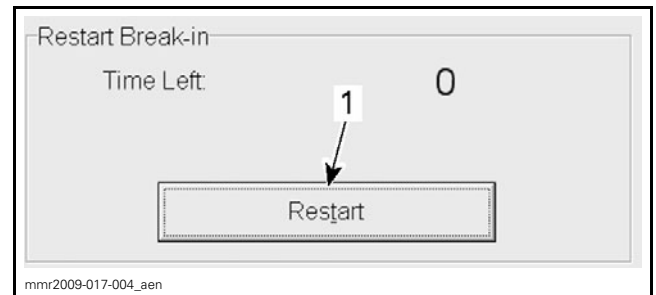 Restart Break-in
Time Left: 0
1
Restart
mmr2009-017-004_aen